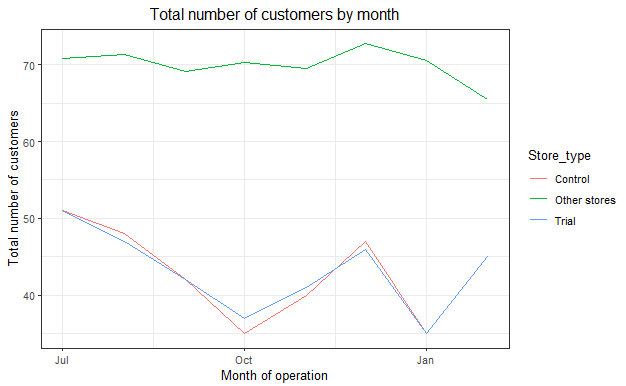 Total number of customers by month
Total number of customers
70
60
50
40
Jul
Oct
Jan
Month of operation
Store_type
Control
Other stores
Trial